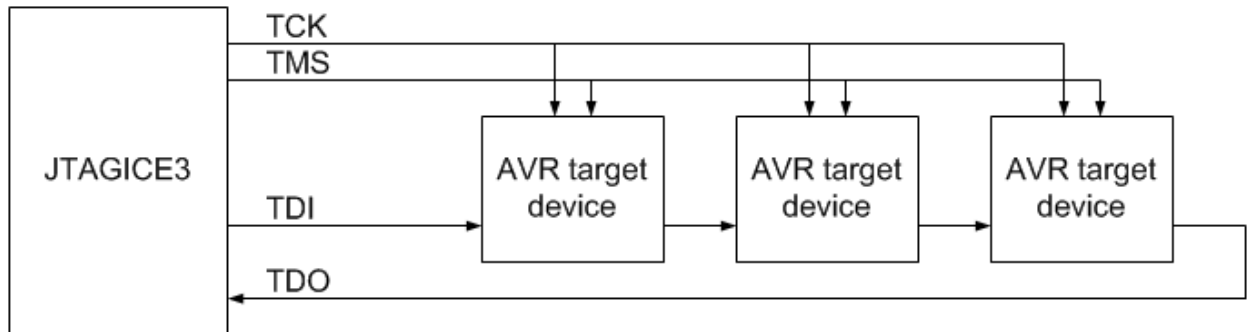 TCK
TMS
JTAGICE3
AVR target
device
AVR target
device
AVR target
device
TDI
TDO